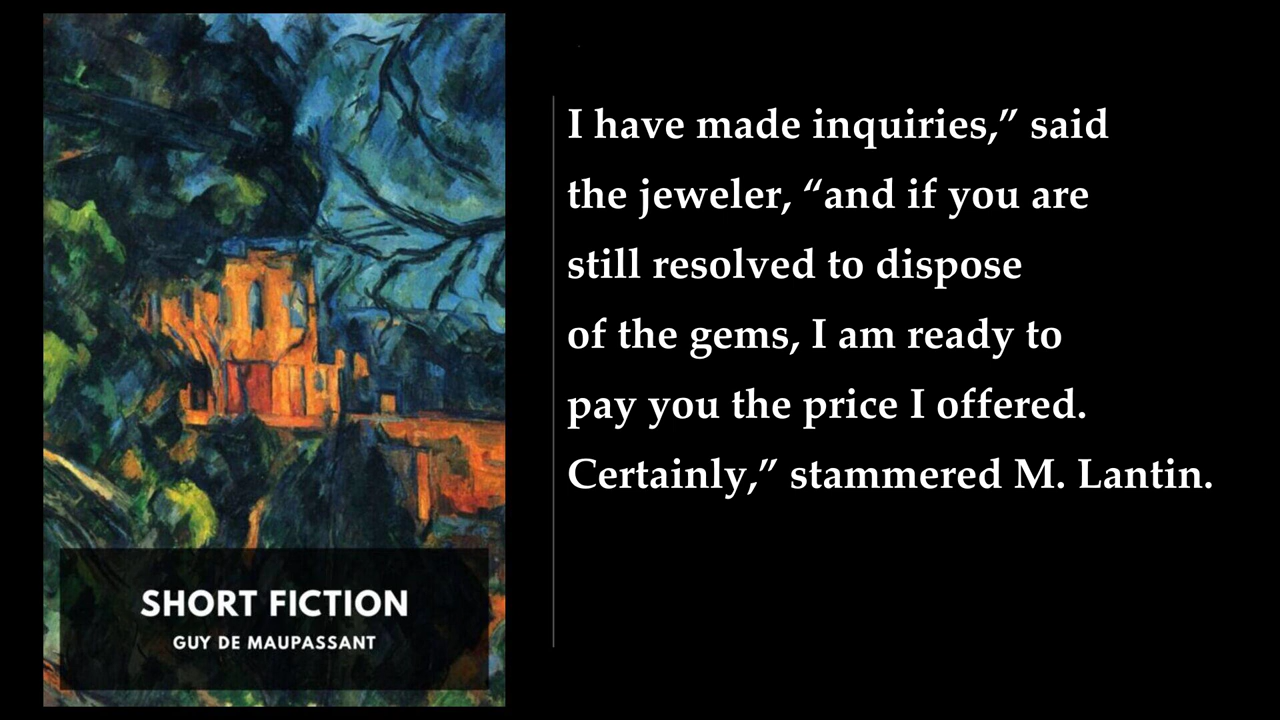 SHORT FICTION
GUY DE MAUPASSANT
I have made inquiries,” said
the jeweler, “and if you are
still resolved to dispose
of the gems, I am ready to
pay you the price I offered.
Certainly,” stammered M. Lantin.